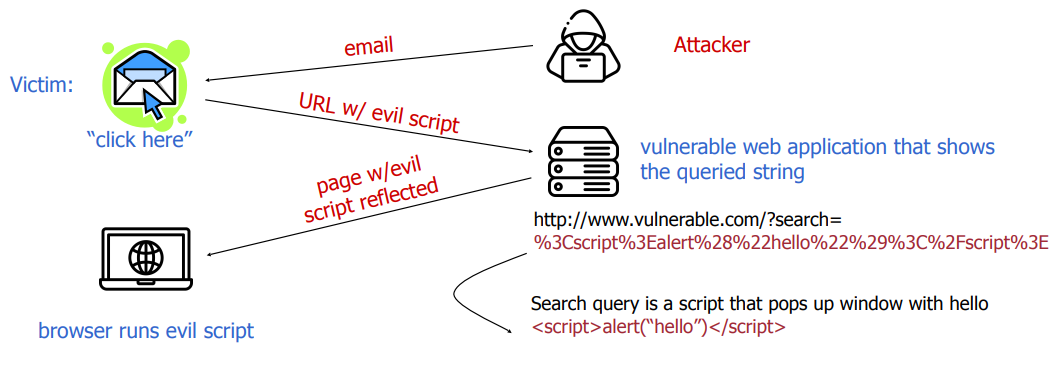 email
Attacker
Victim:
“click here”
URL w/ evil script
vulnerable web application that shows
the queried string
page w/evil
script reflected
http://www.vulnerable.com/?search=
%3Cscript%3Ealert%28%22hello%22%29%3C%2Fscript%3E
browser runs evil script
Search query is a script that pops up window with hello
<script>alert(“hello”)</script>